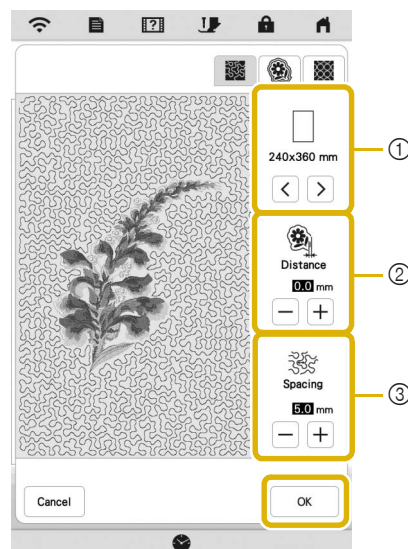 240x360 mm
①
Distance
0.0 mm
②
Spacing
5.0 mm
③
Cancel
OK